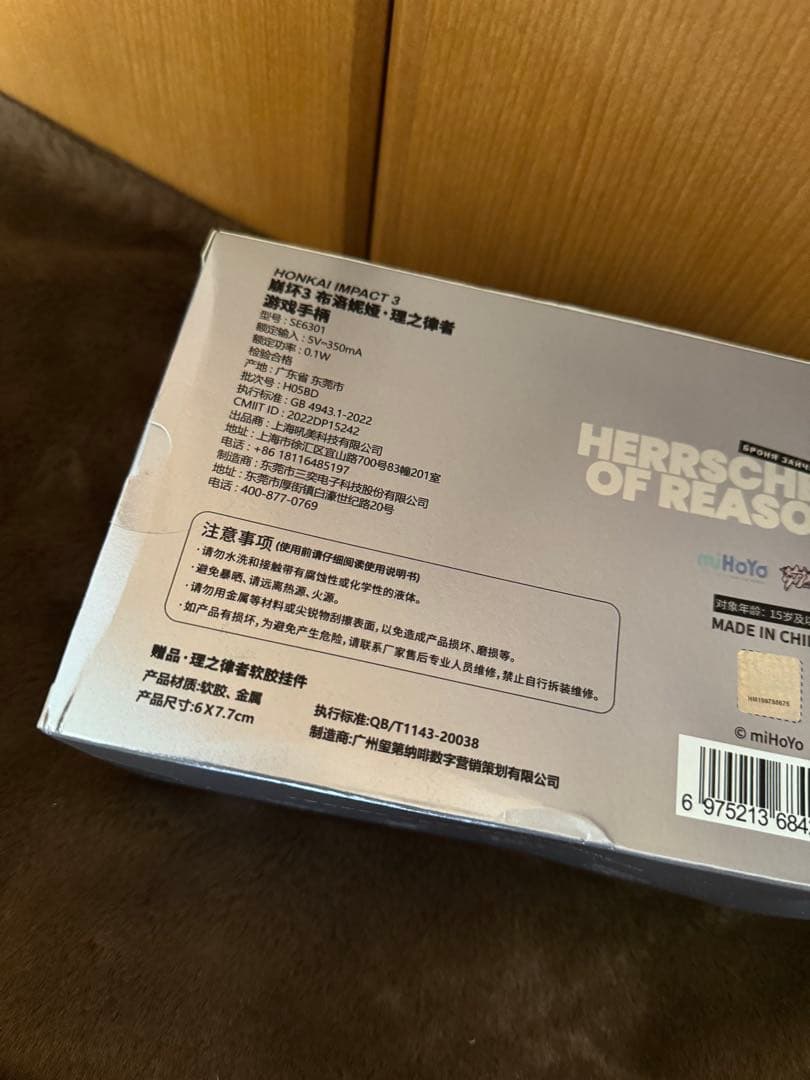 HONKAI IMPACT 3
崩坏3 布洛妮娅·理之律者
游戏手柄
型号：SE6301
额定输入：5V⎓350mA
额定功率：0.1W
检验合格
产地：广东省 东莞市
批次号：H05BD
执行标准：GB 4943.1-2022
CMIIT ID：2022DP15242
出品商：上海吼美科技有限公司
地址：上海市徐汇区宜山路700号83幢201室
电话：+86 18116485197
制造商：东莞市三奕电子科技股份有限公司
地址：东莞市厚街镇白濠世纪路20号
电话：400-877-0769
注意事项(使用前请仔细阅读使用说明书)
·请勿水洗和接触带有腐蚀性或化学性的液体。
·避免暴晒、请远离热源、火源。
·请勿用金属等材料或尖锐物刮擦表面，以免造成产品损坏、磨损等。
·如产品有损坏，为避免产生危险，请联系厂家售后专业人员维修，禁止自行拆装维修。
赠品·理之律者软胶挂件
产品材质:软胶、金属
产品尺寸:6X7.7cm
执行标准:QB/T1143-20038
制造商:广州玺第纳啡数字营销策划有限公司
БРОНЯ ЗАЙЧ
HERRSCHE
OF REASO
miHoYo
对象年龄：15岁及以
MADE IN CHI
© miHoYo
6 975213 684